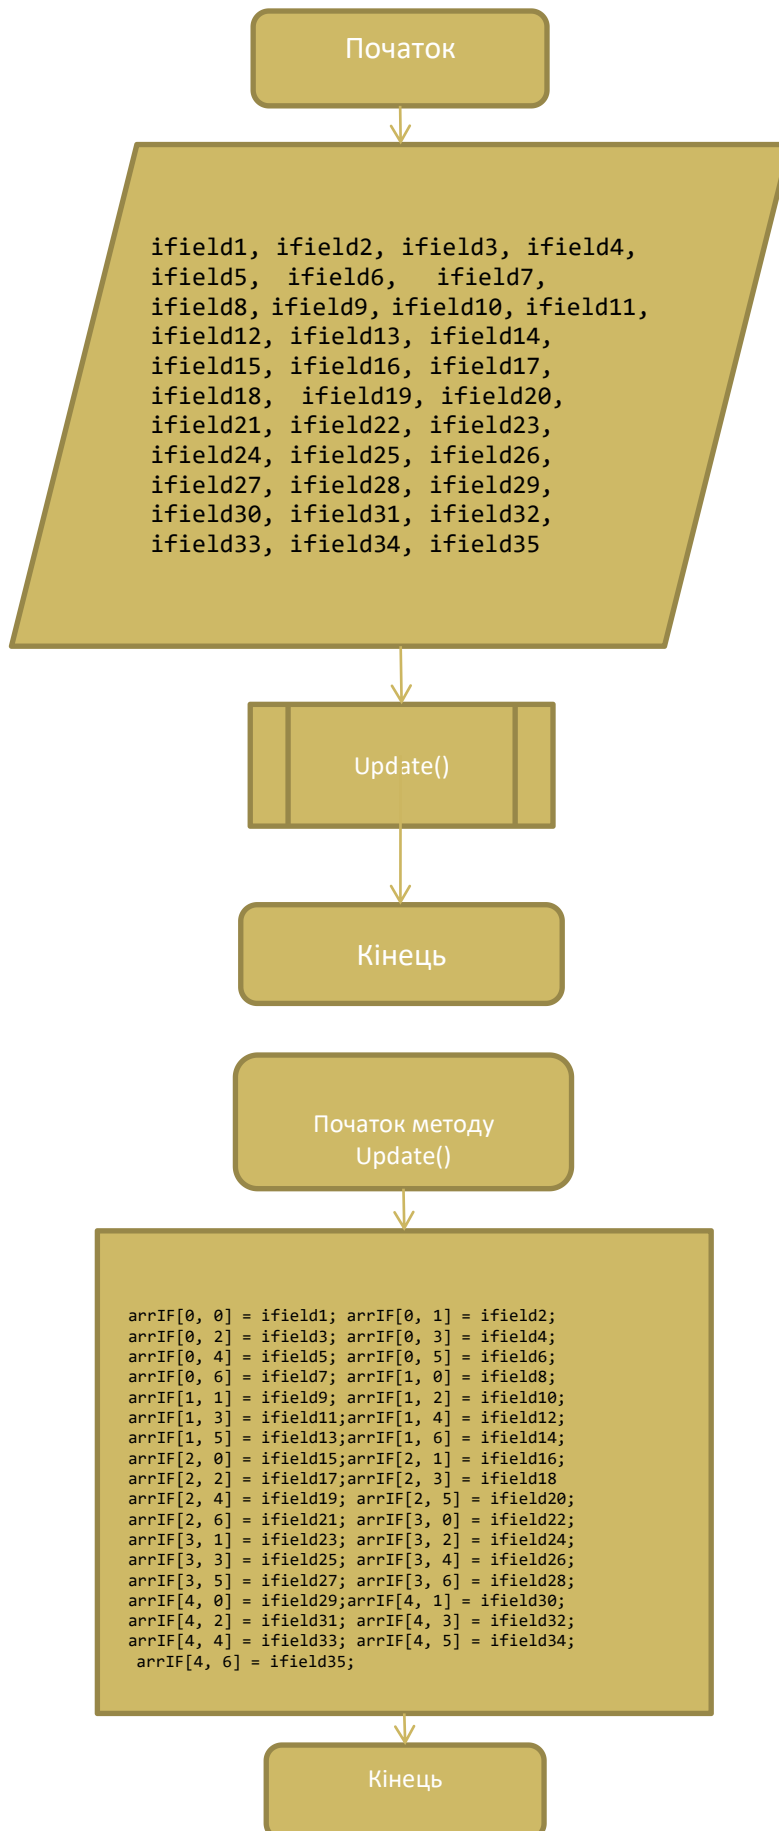 Початок
ifield1, ifield2, ifield3, ifield4,
ifield5, ifield6, ifield7,
ifield8, ifield9, ifield10, ifield11,
ifield12, ifield13, ifield14,
ifield15, ifield16, ifield17,
ifield18, ifield19, ifield20,
ifield21, ifield22, ifield23,
ifield24, ifield25, ifield26,
ifield27, ifield28, ifield29,
ifield30, ifield31, ifield32,
ifield33, ifield34, ifield35
Update()
Кінець
Початок методу
Update()
arrIF[0, 0] = ifield1; arrIF[0, 1] = ifield2;
arrIF[0, 2] = ifield3; arrIF[0, 3] = ifield4;
arrIF[0, 4] = ifield5; arrIF[0, 5] = ifield6;
arrIF[0, 6] = ifield7; arrIF[1, 0] = ifield8;
arrIF[1, 1] = ifield9; arrIF[1, 2] = ifield10;
arrIF[1, 3] = ifield11;arrIF[1, 4] = ifield12;
arrIF[1, 5] = ifield13;arrIF[1, 6] = ifield14;
arrIF[2, 0] = ifield15;arrIF[2, 1] = ifield16;
arrIF[2, 2] = ifield17;arrIF[2, 3] = ifield18
arrIF[2, 4] = ifield19; arrIF[2, 5] = ifield20;
arrIF[2, 6] = ifield21; arrIF[3, 0] = ifield22;
arrIF[3, 1] = ifield23; arrIF[3, 2] = ifield24;
arrIF[3, 3] = ifield25; arrIF[3, 4] = ifield26;
arrIF[3, 5] = ifield27; arrIF[3, 6] = ifield28;
arrIF[4, 0] = ifield29;arrIF[4, 1] = ifield30;
arrIF[4, 2] = ifield31; arrIF[4, 3] = ifield32;
arrIF[4, 4] = ifield33; arrIF[4, 5] = ifield34;
arrIF[4, 6] = ifield35;
Кінець